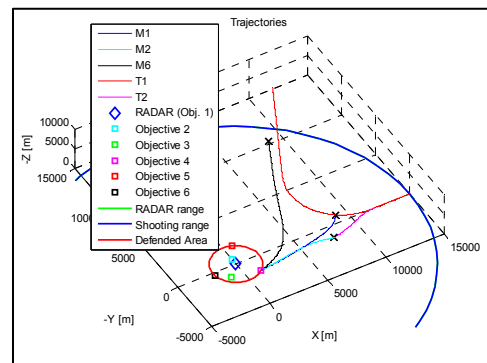 Trajectories
M1
M2
M6
T1
T2
RADAR (Obj. 1)
Objective 2
Objective 3
Objective 4
Objective 5
Objective 6
RADAR range
Shooting range
Defended Area
10000
5000
0
-Z [m]
15000
5000
0
-5000
-Y [m]
-5000
0
5000
10000
15000
X [m]